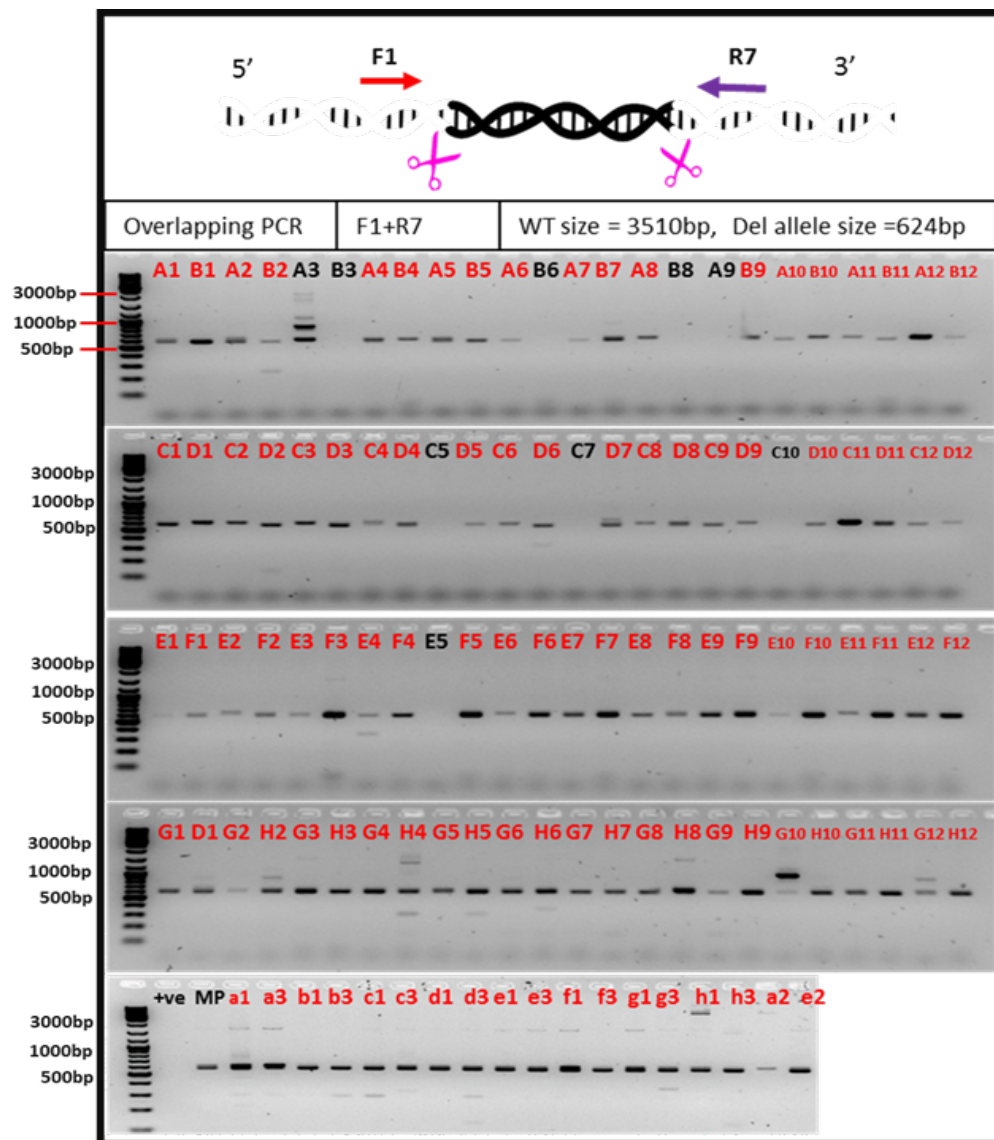 F1 R7
5’ 3’
Overlapping PCR F1+R7 WT size = 3510bp, Del allele size =624bp
A1 B1 A2 B2 A3 B3 A4 B4 A5 B5 A6 B6 A7 B7 A8 B8 A9 B9 A10 B10 A11 B11 A12 B12
3000bp
1000bp
500bp
C1 D1 C2 D2 C3 D3 C4 D4 C5 D5 C6 D6 C7 D7 C8 D8 C9 D9 C10 D10 C11 D11 C12 D12
3000bp
1000bp
500bp
E1 F1 E2 F2 E3 F3 E4 F4 E5 F5 E6 F6 E7 F7 E8 F8 E9 F9 E10 F10 E11 F11 E12 F12
3000bp
1000bp
500bp
G1 D1 G2 H2 G3 H3 G4 H4 G5 H5 G6 H6 G7 H7 G8 H8 G9 H9 G10 H10 G11 H11 G12 H12
3000bp
1000bp
500bp
+ve MP a1 a3 b1 b3 c1 c3 d1 d3 e1 e3 f1 f3 g1 g3 h1 h3 a2 e2
3000bp
1000bp
500bp